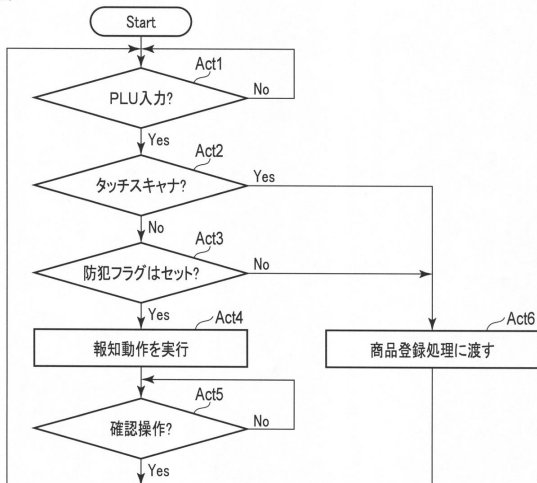 Start
Act1
PLU入力?
No
Yes
Act2
タッチスキャナ?
Yes
No
Act3
防犯フラグはセット?
No
Yes
Act4
報知動作を実行
Act6
商品登録処理に渡す
Act5
確認操作?
No
Yes